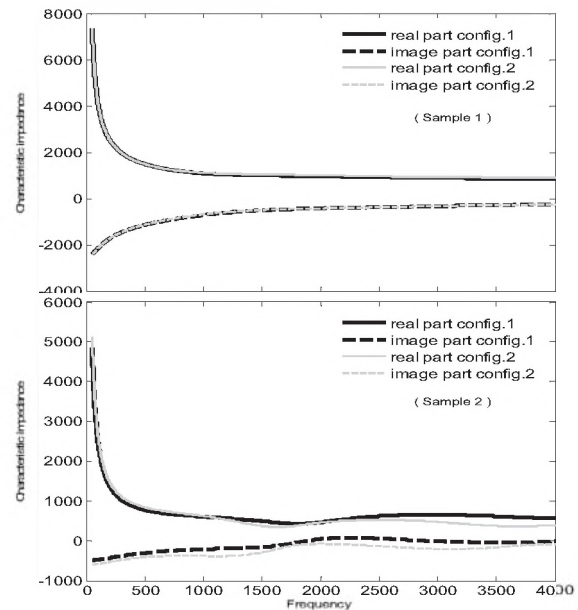 8000
6000
4000
2000
0
-2000
-4000
Characteristic impedance
real part config.1
image part config.1
real part config.2
image part config.2
( Sample 1 )
6000
5000
4000
3000
2000
1000
0
-1000
Characteristic impedance
real part config.1
image part config.1
real part config.2
image part config.2
( Sample 2 )
0 500 1000 1500 2000 2500 3000 3500 4000
Frequency